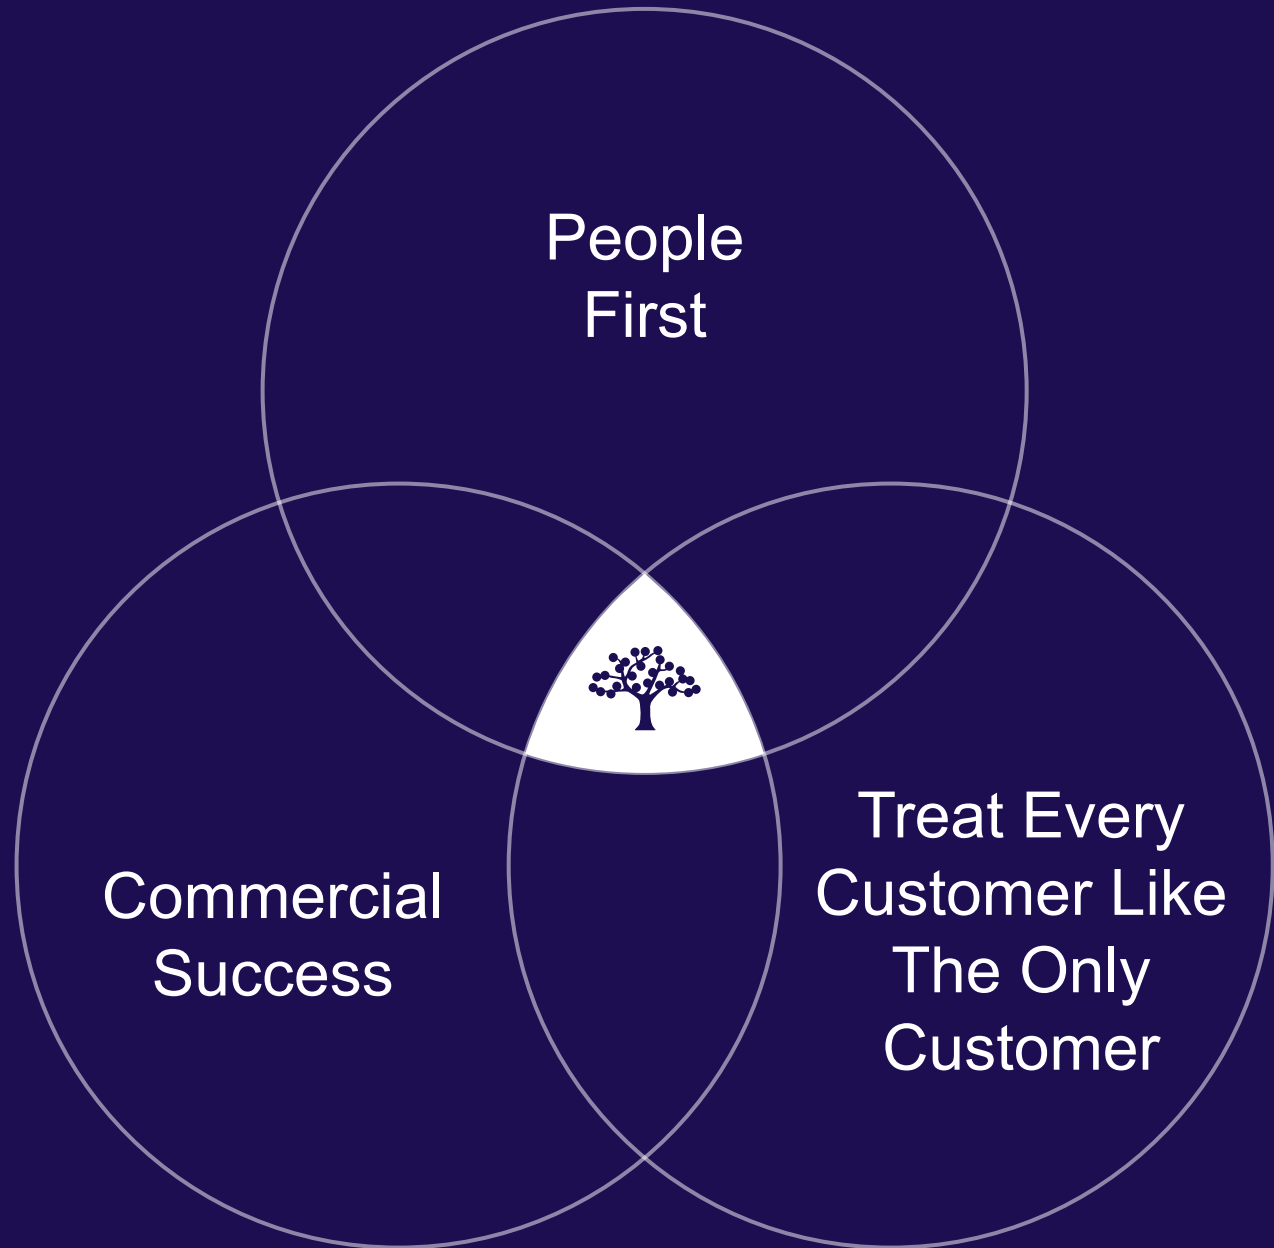 People
First
Commercial
Success
Treat Every
Customer Like
The Only
Customer